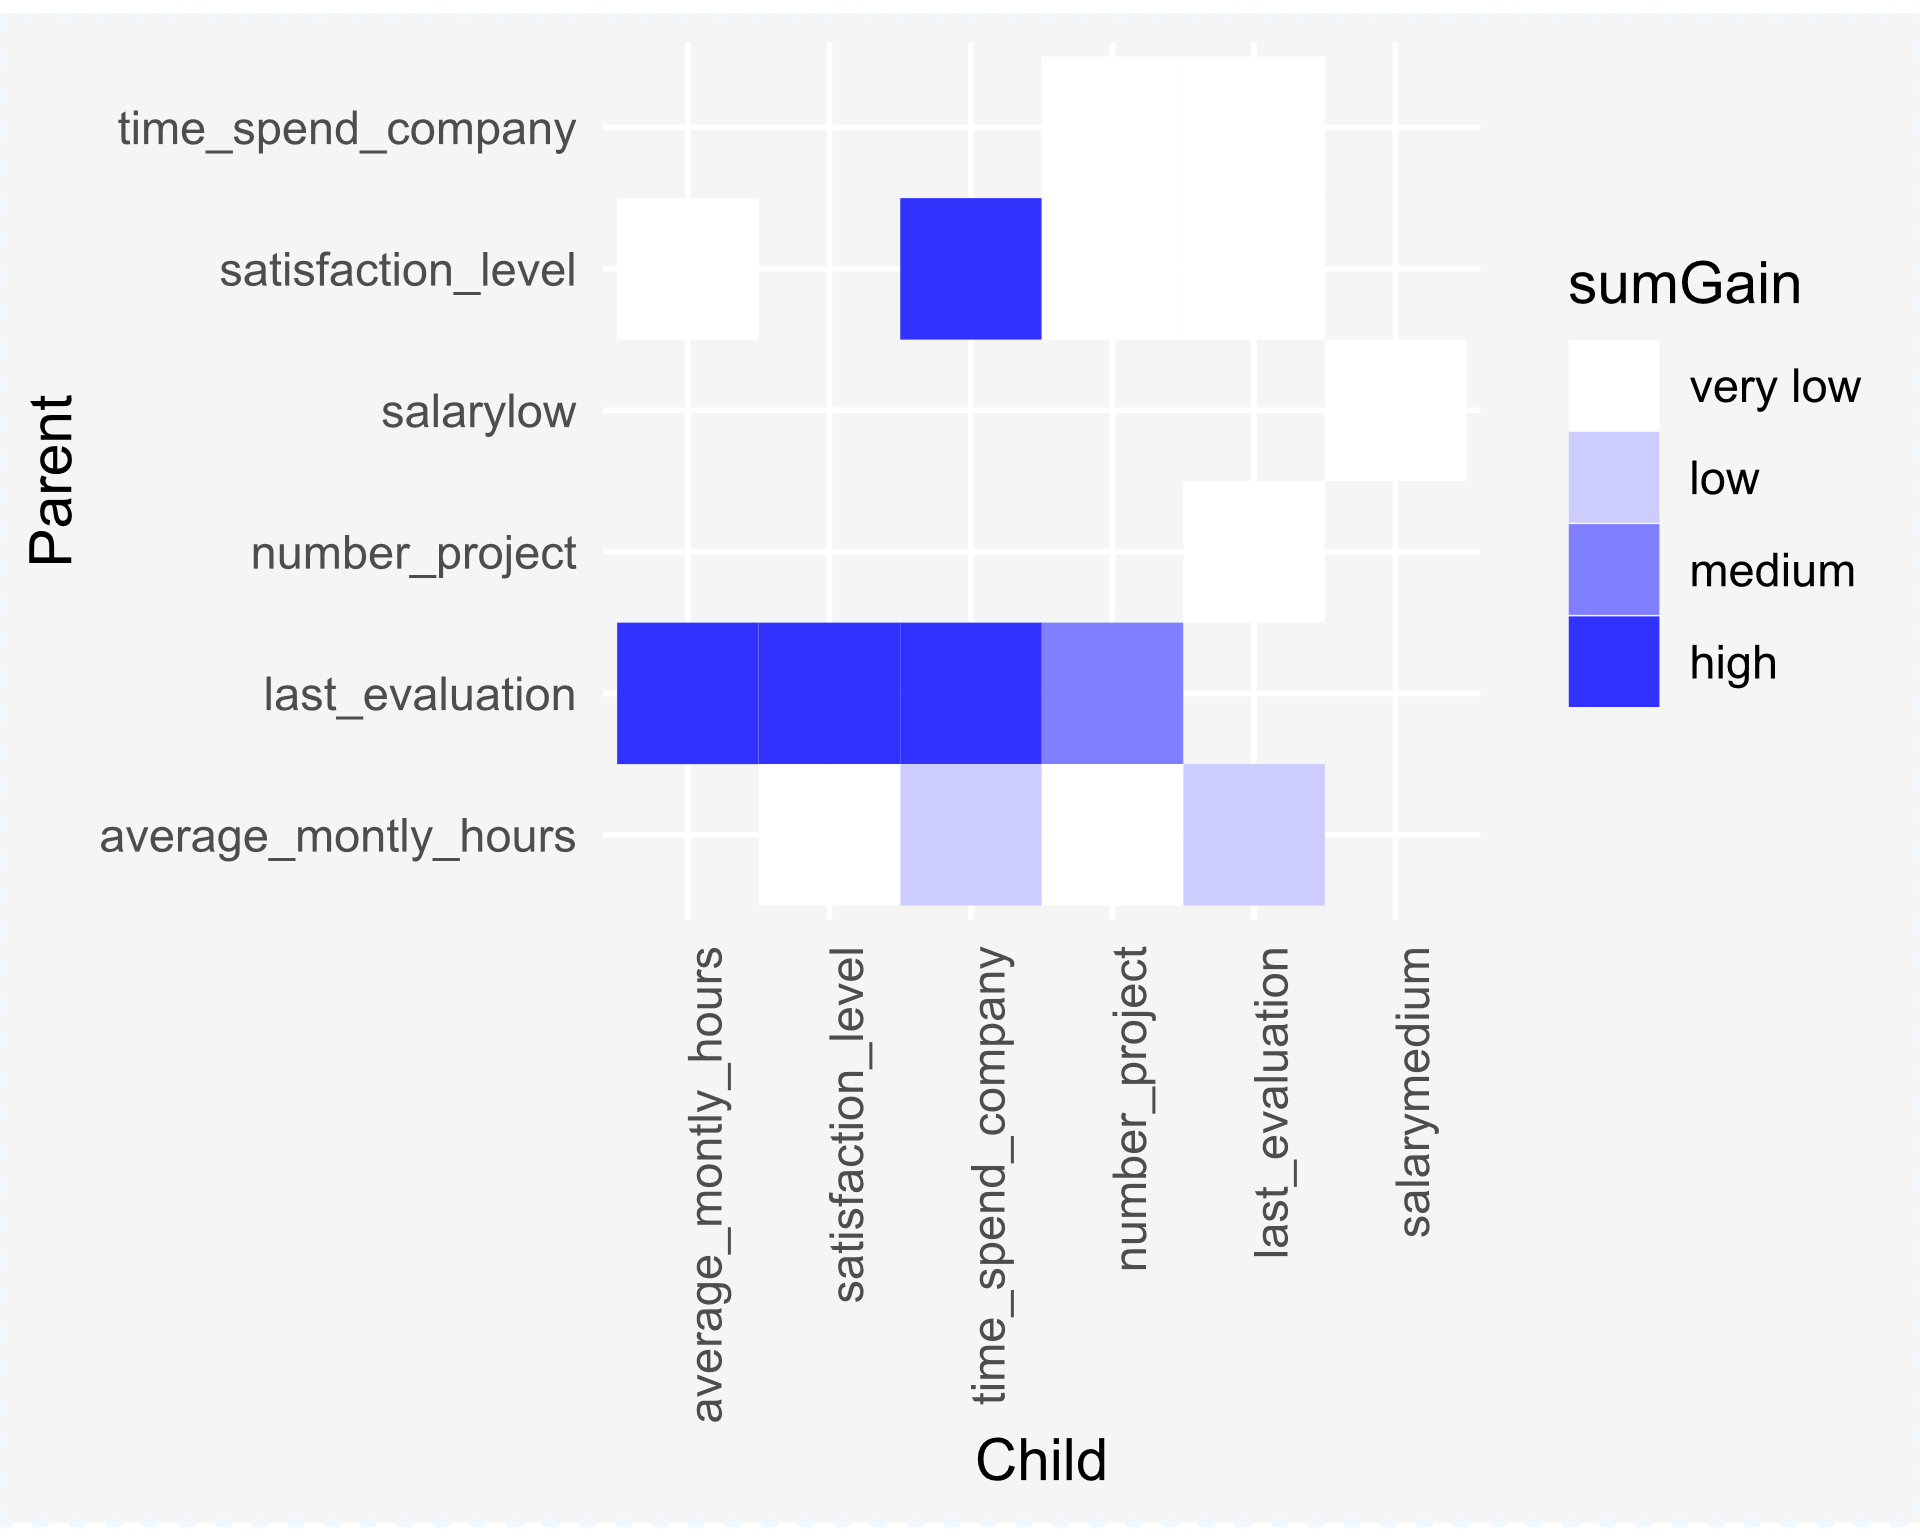 time_spend_company
satisfaction_level
salarylow
number_project
last_evaluation
average_montly_hours
Parent
average_montly_hours
satisfaction_level
time_spend_company
number_project
last_evaluation
salarymedium
Child
sumGain
very low
low
medium
high